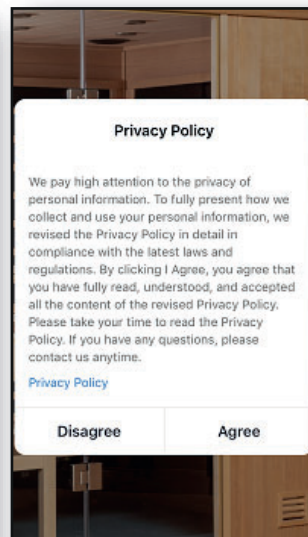 Privacy Policy
We pay high attention to the privacy of
personal information. To fully present how we
collect and use your personal information, we
revised the Privacy Policy in detail in
compliance with the latest laws and
regulations. By clicking I Agree, you agree that
you have fully read, understood, and accepted
all the content of the revised Privacy Policy.
Please take your time to read the Privacy
Policy. If you have any questions, please
contact us anytime.
Privacy Policy
Disagree
Agree